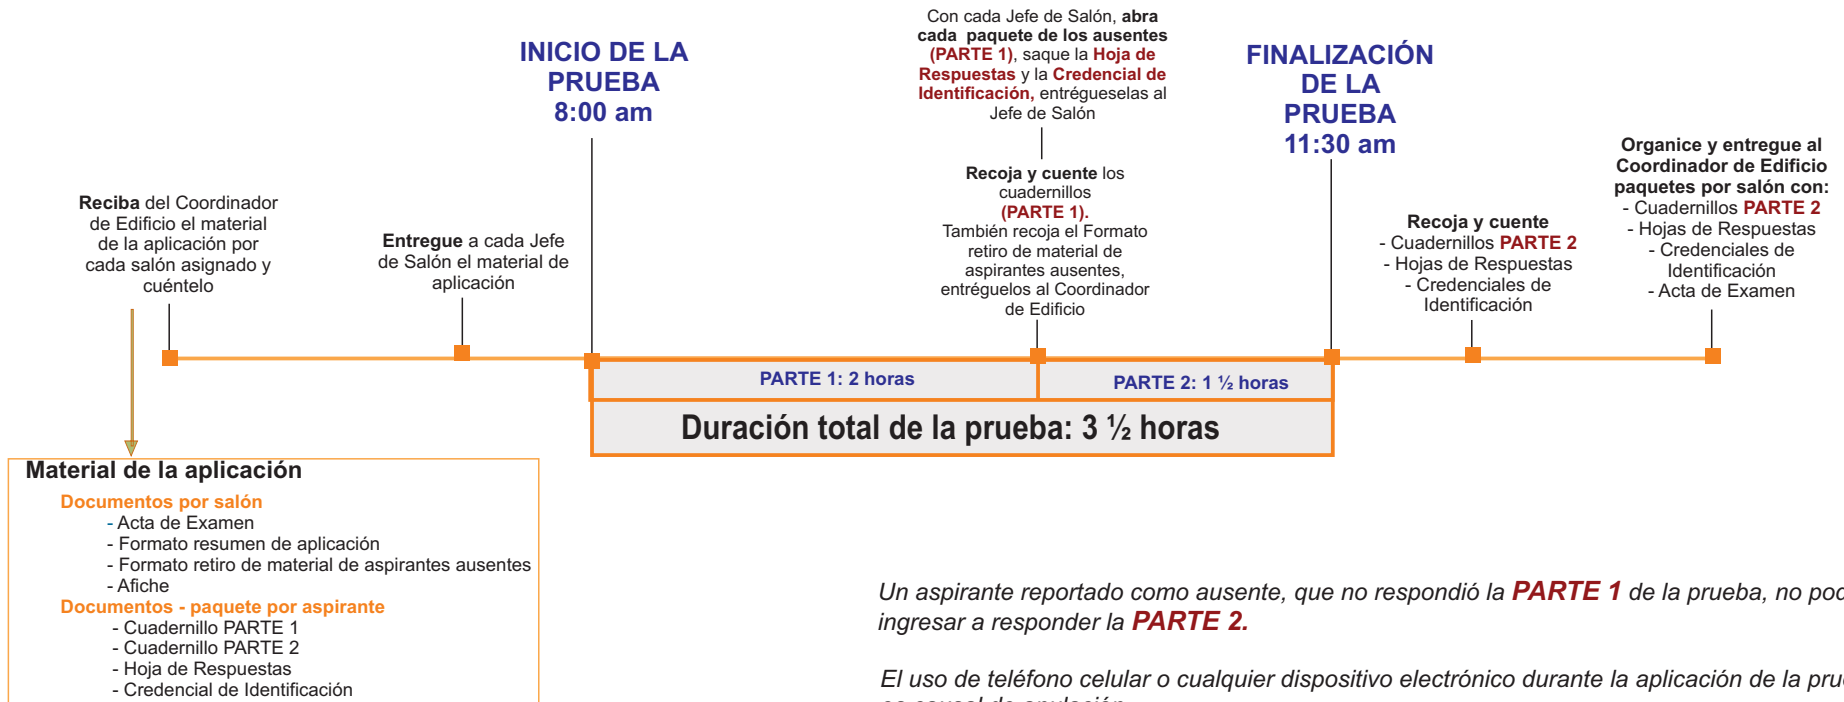 Reciba del Coordinador
de Edificio el material
de la aplicación por
cada salón asignado y
cuéntelo
Entregue a cada Jefe
de Salón el material de
aplicación
INICIO DE LA
PRUEBA
8:00 am
Con cada Jefe de Salón, abra
cada paquete de los ausentes
(PARTE 1), saque la Hoja de
Respuestas y la Credencial de
Identificación, entrégueselas al
Jefe de Salón
Recoja y cuente los
cuadernillos
(PARTE 1).
También recoja el Formato
retiro de material de
aspirantes ausentes,
entréguelos al Coordinador
de Edificio
FINALIZACIÓN
DE LA
PRUEBA
11:30 am
Recoja y cuente
- Cuadernillos PARTE 2
- Hojas de Respuestas
- Credenciales de
Identificación
Organice y entregue al
Coordinador de Edificio
paquetes por salón con:
- Cuadernillos PARTE 2
- Hojas de Respuestas
- Credenciales de
Identificación
- Acta de Examen
PARTE 1: 2 horas
PARTE 2: 1 ½ horas
Duración total de la prueba: 3 ½ horas
Material de la aplicación
Documentos por salón
- Acta de Examen
- Formato resumen de aplicación
- Formato retiro de material de aspirantes ausentes
- Afiche
Documentos - paquete por aspirante
- Cuadernillo PARTE 1
- Cuadernillo PARTE 2
- Hoja de Respuestas
- Credencial de Identificación
Un aspirante reportado como ausente, que no respondió la PARTE 1 de la prueba, no
ingresar a responder la PARTE 2.
El uso de teléfono celular o cualquier dispositivo electrónico durante la aplicación de la